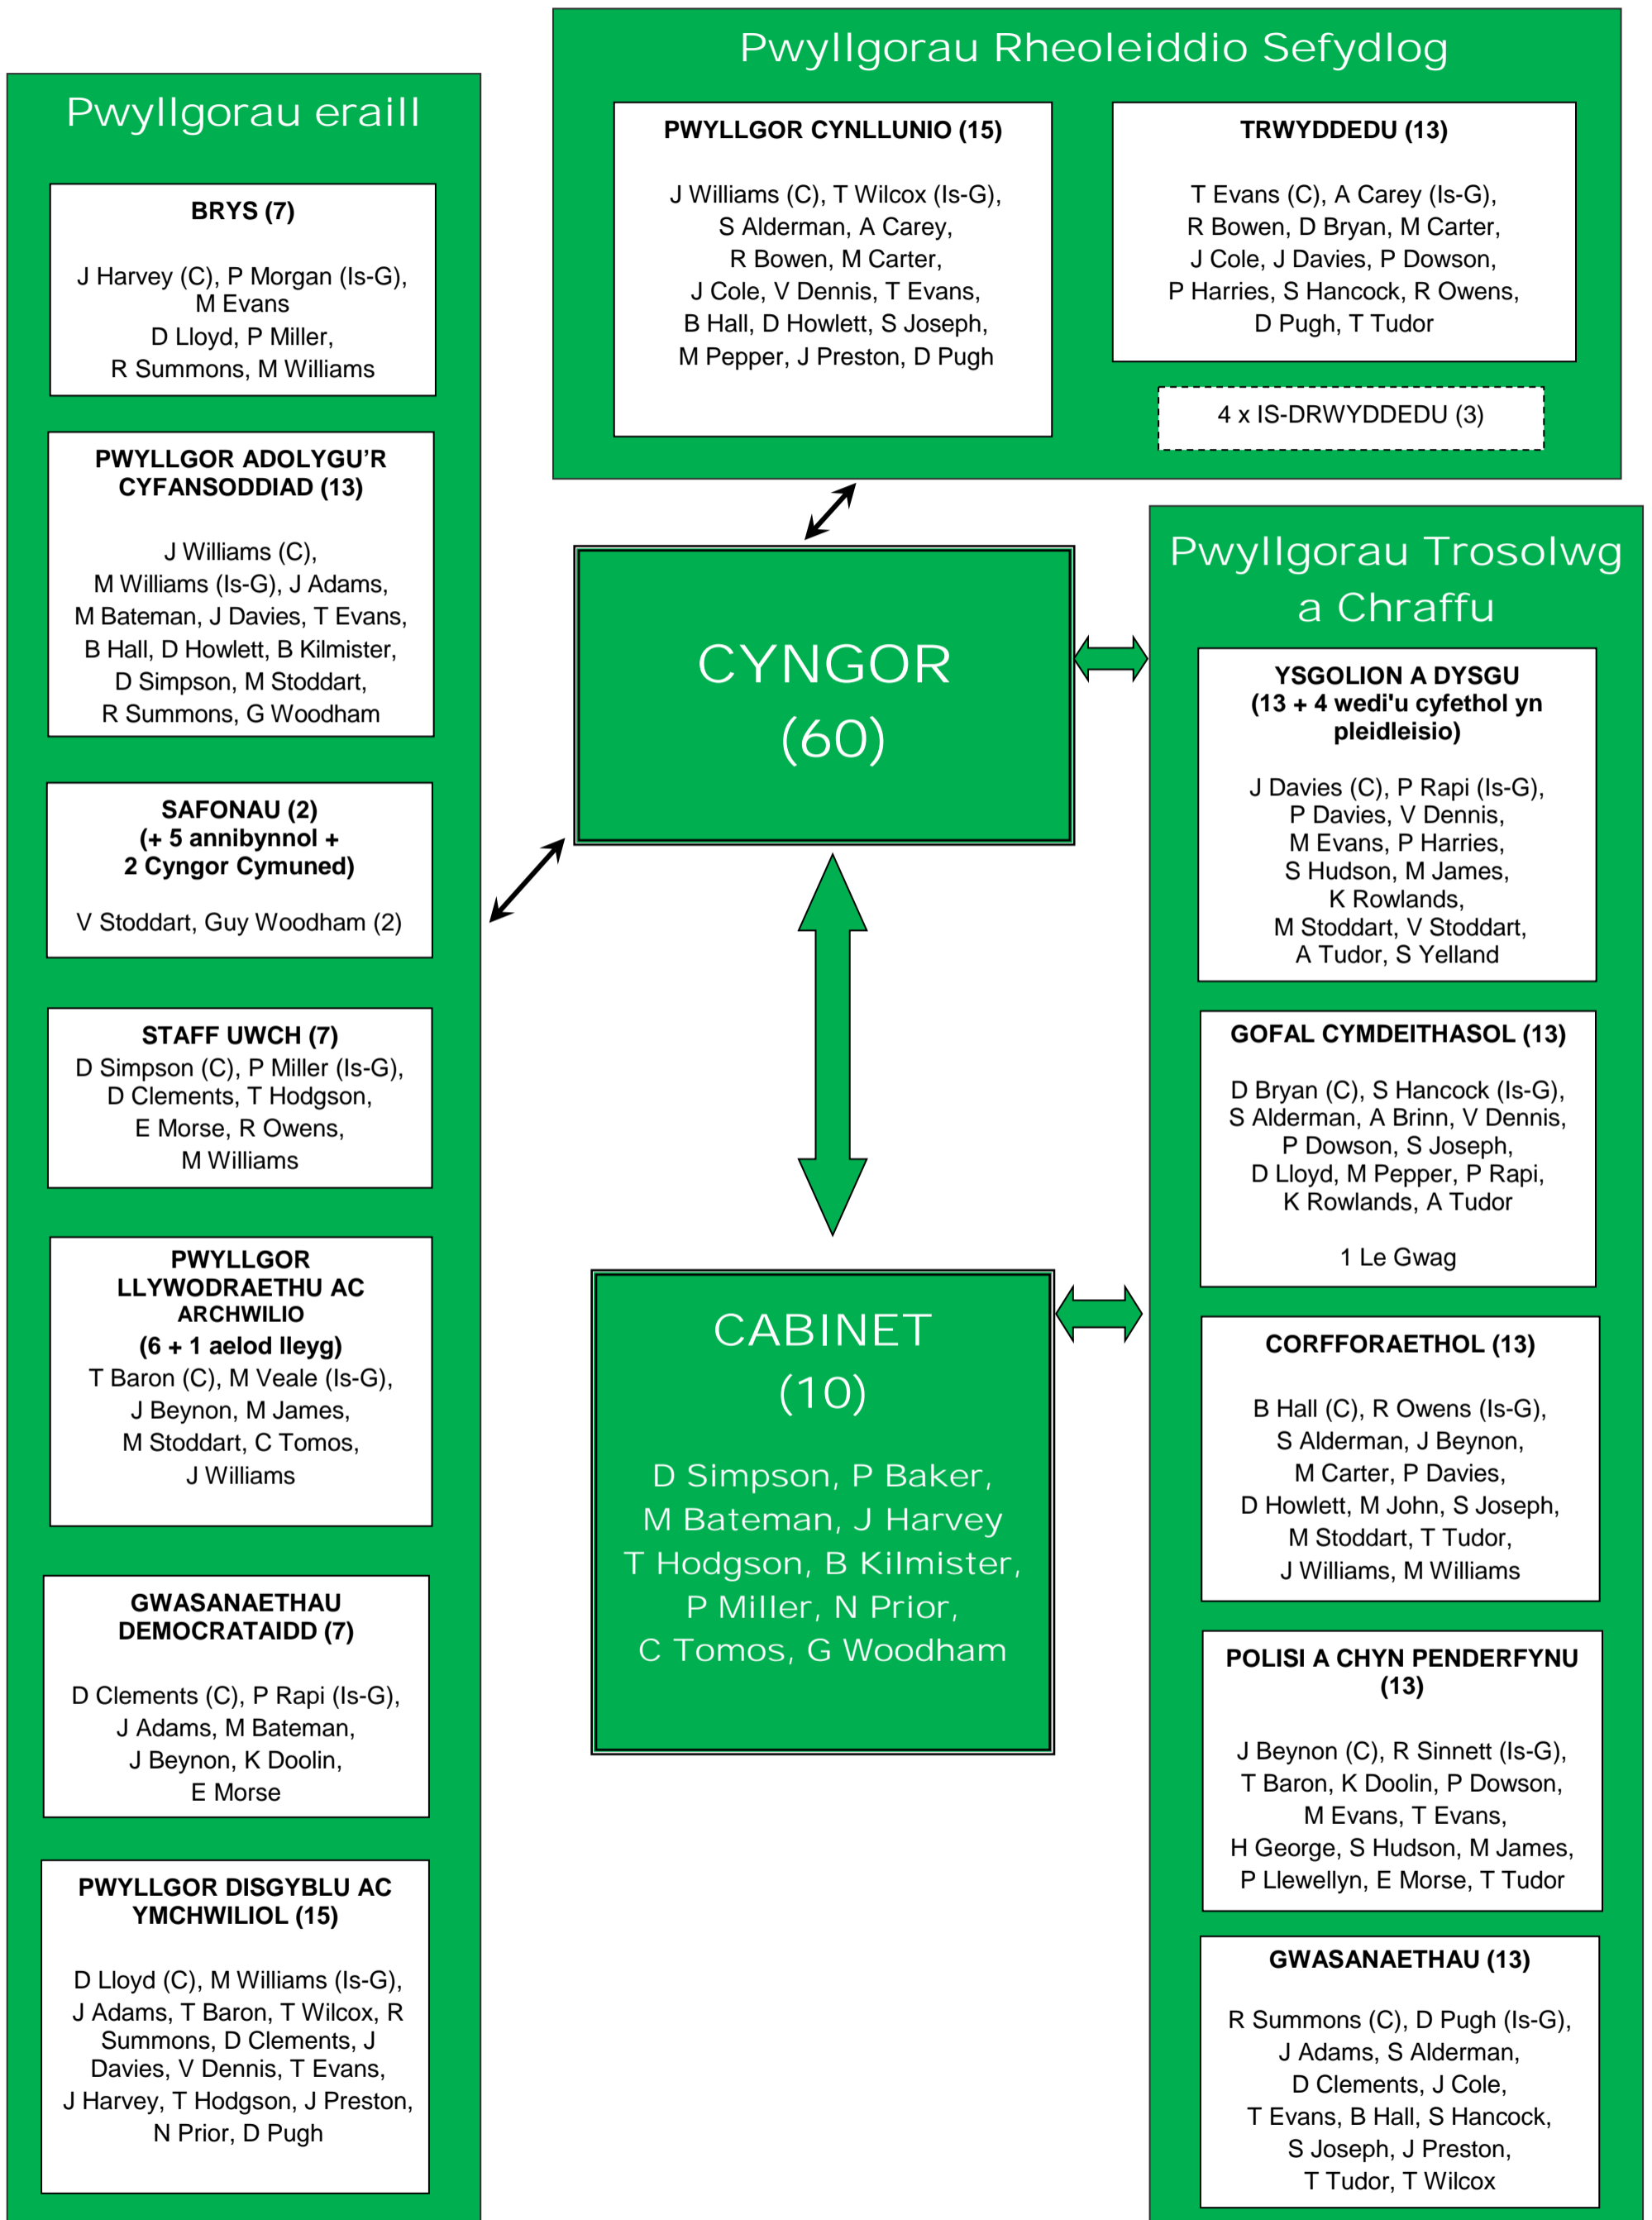 Pwyllgorau Rheoleiddio Sefydlog
PWYLLGOR CYNLLUNIO (15)
J Williams (C), T Wilcox (Is-G),
S Alderman, A Carey,
R Bowen, M Carter,
J Cole, V Dennis, T Evans,
B Hall, D Howlett, S Joseph,
M Pepper, J Preston, D Pugh
TRWYDDEDU (13)
T Evans (C), A Carey (Is-G),
R Bowen, D Bryan, M Carter,
J Cole, J Davies, P Dowson,
P Harries, S Hancock, R Owens,
D Pugh, T Tudor
4 x IS-DRWYDDEDU (3)
Pwyllgorau eraill
BRYS (7)
J Harvey (C), P Morgan (Is-G),
M Evans
D Lloyd, P Miller,
R Summons, M Williams
PWYLLGOR ADOLYGU’R
CYFANSODDIAD (13)
J Williams (C),
M Williams (Is-G), J Adams,
M Bateman, J Davies, T Evans,
B Hall, D Howlett, B Kilmister,
D Simpson, M Stoddart,
R Summons, G Woodham
SAFONAU (2)
(+ 5 annibynnol +
2 Cyngor Cymuned)
V Stoddart, Guy Woodham (2)
STAFF UWCH (7)
D Simpson (C), P Miller (Is-G),
D Clements, T Hodgson,
E Morse, R Owens,
M Williams
PWYLLGOR
LLYWODRAETHU AC
ARCHWILIO
(6 + 1 aelod lleyg)
T Baron (C), M Veale (Is-G),
J Beynon, M James,
M Stoddart, C Tomos,
J Williams
GWASANAETHAU
DEMOCRATAIDD (7)
D Clements (C), P Rapi (Is-G),
J Adams, M Bateman,
J Beynon, K Doolin,
E Morse
PWYLLGOR DISGYBLU AC
YMCHWILIOL (15)
D Lloyd (C), M Williams (Is-G),
J Adams, T Baron, T Wilcox, R
Summons, D Clements, J
Davies, V Dennis, T Evans,
J Harvey, T Hodgson, J Preston,
N Prior, D Pugh
CYNGOR
(60)
CABINET
(10)
D Simpson, P Baker,
M Bateman, J Harvey
T Hodgson, B Kilmister,
P Miller, N Prior,
C Tomos, G Woodham
Pwyllgorau Trosolwg
a Chraffu
YSGOLION A DYSGU
(13 + 4 wedi'u cyfethol yn
pleidleisio)
J Davies (C), P Rapi (Is-G),
P Davies, V Dennis,
M Evans, P Harries,
S Hudson, M James,
K Rowlands,
M Stoddart, V Stoddart,
A Tudor, S Yelland
GOFAL CYMDEITHASOL (13)
D Bryan (C), S Hancock (Is-G),
S Alderman, A Brinn, V Dennis,
P Dowson, S Joseph,
D Lloyd, M Pepper, P Rapi,
K Rowlands, A Tudor
1 Le Gwag
CORFFORAETHOL (13)
B Hall (C), R Owens (Is-G),
S Alderman, J Beynon,
M Carter, P Davies,
D Howlett, M John, S Joseph,
M Stoddart, T Tudor,
J Williams, M Williams
POLISI A CHYN PENDERFYNU
(13)
J Beynon (C), R Sinnett (Is-G),
T Baron, K Doolin, P Dowson,
M Evans, T Evans,
H George, S Hudson, M James,
P Llewellyn, E Morse, T Tudor
GWASANAETHAU (13)
R Summons (C), D Pugh (Is-G),
J Adams, S Alderman,
D Clements, J Cole,
T Evans, B Hall, S Hancock,
S Joseph, J Preston,
T Tudor, T Wilcox